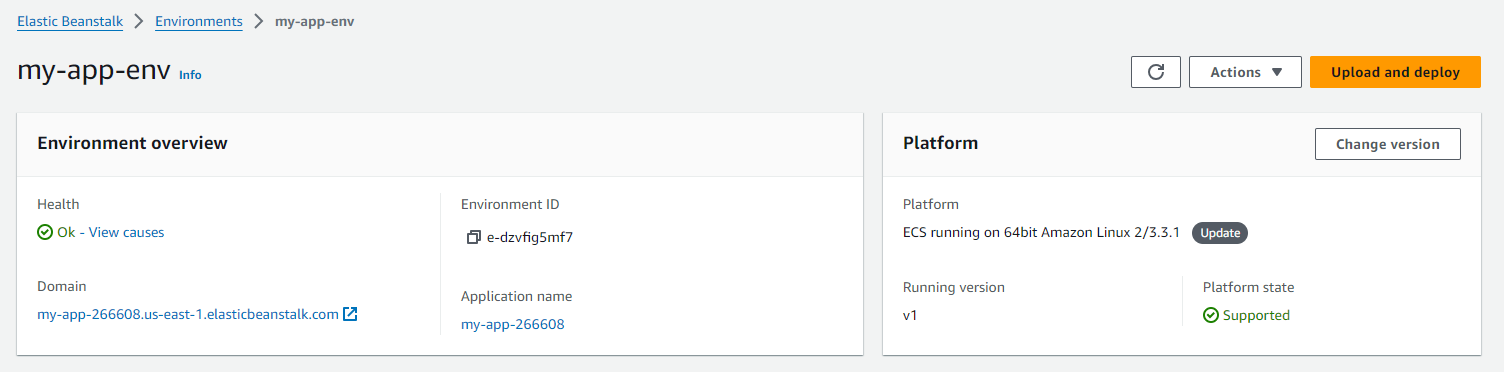 Elastic Beanstalk > Environments > my-app-env
my-app-env Info
Actions
Upload and deploy
Environment overview
Health
Ok - View causes
Environment ID
e-dzvfig5mf7
Domain
my-app-266608.us-east-1.elasticbeanstalk.com
Application name
my-app-266608
Platform
Change version
Platform
ECS running on 64bit Amazon Linux 2/3.3.1 Update
Running version
v1
Platform state
Supported